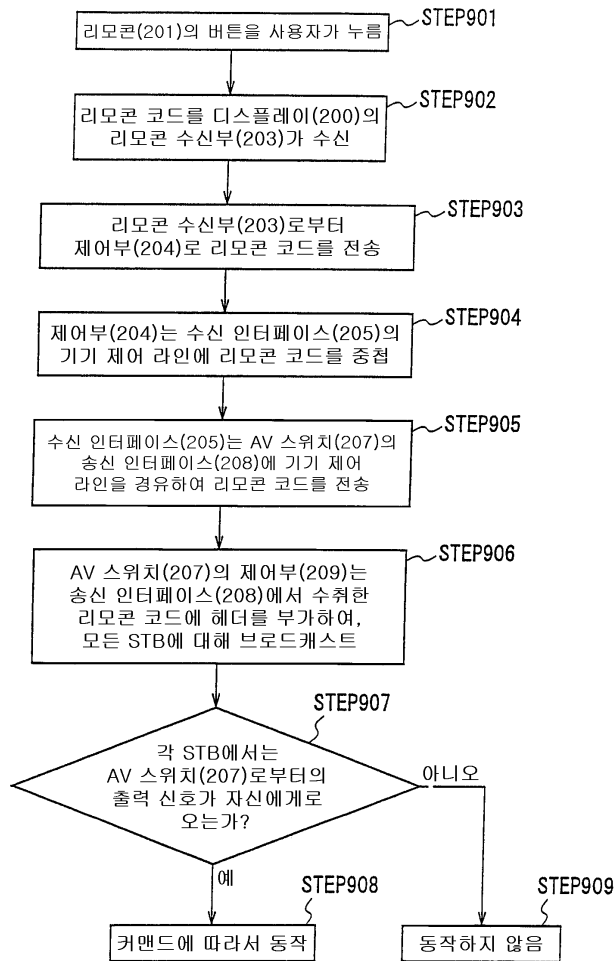 STEP901
리모콘(201)의 버튼을 사용자가 누름
STEP902
리모콘 코드를 디스플레이(200)의
리모콘 수신부(203)가 수신
STEP903
리모콘 수신부(203)로부터
제어부(204)로 리모콘 코드를 전송
STEP904
제어부(204)는 수신 인터페이스(205)의
기기 제어 라인에 리모콘 코드를 중첩
STEP905
수신 인터페이스(205)는 AV 스위치(207)의
송신 인터페이스(208)에 기기 제어
라인을 경유하여 리모콘 코드를 전송
STEP906
AV 스위치(207)의 제어부(209)는
송신 인터페이스(208)에서 수취한
리모콘 코드에 헤더를 부가하여,
모든 STB에 대해 브로드캐스트
STEP907
각 STB에서는
AV 스위치(207)로부터의
출력 신호가 자신에게로
오는가?
아니오
예
STEP908
커맨드에 따라서 동작
STEP909
동작하지 않음